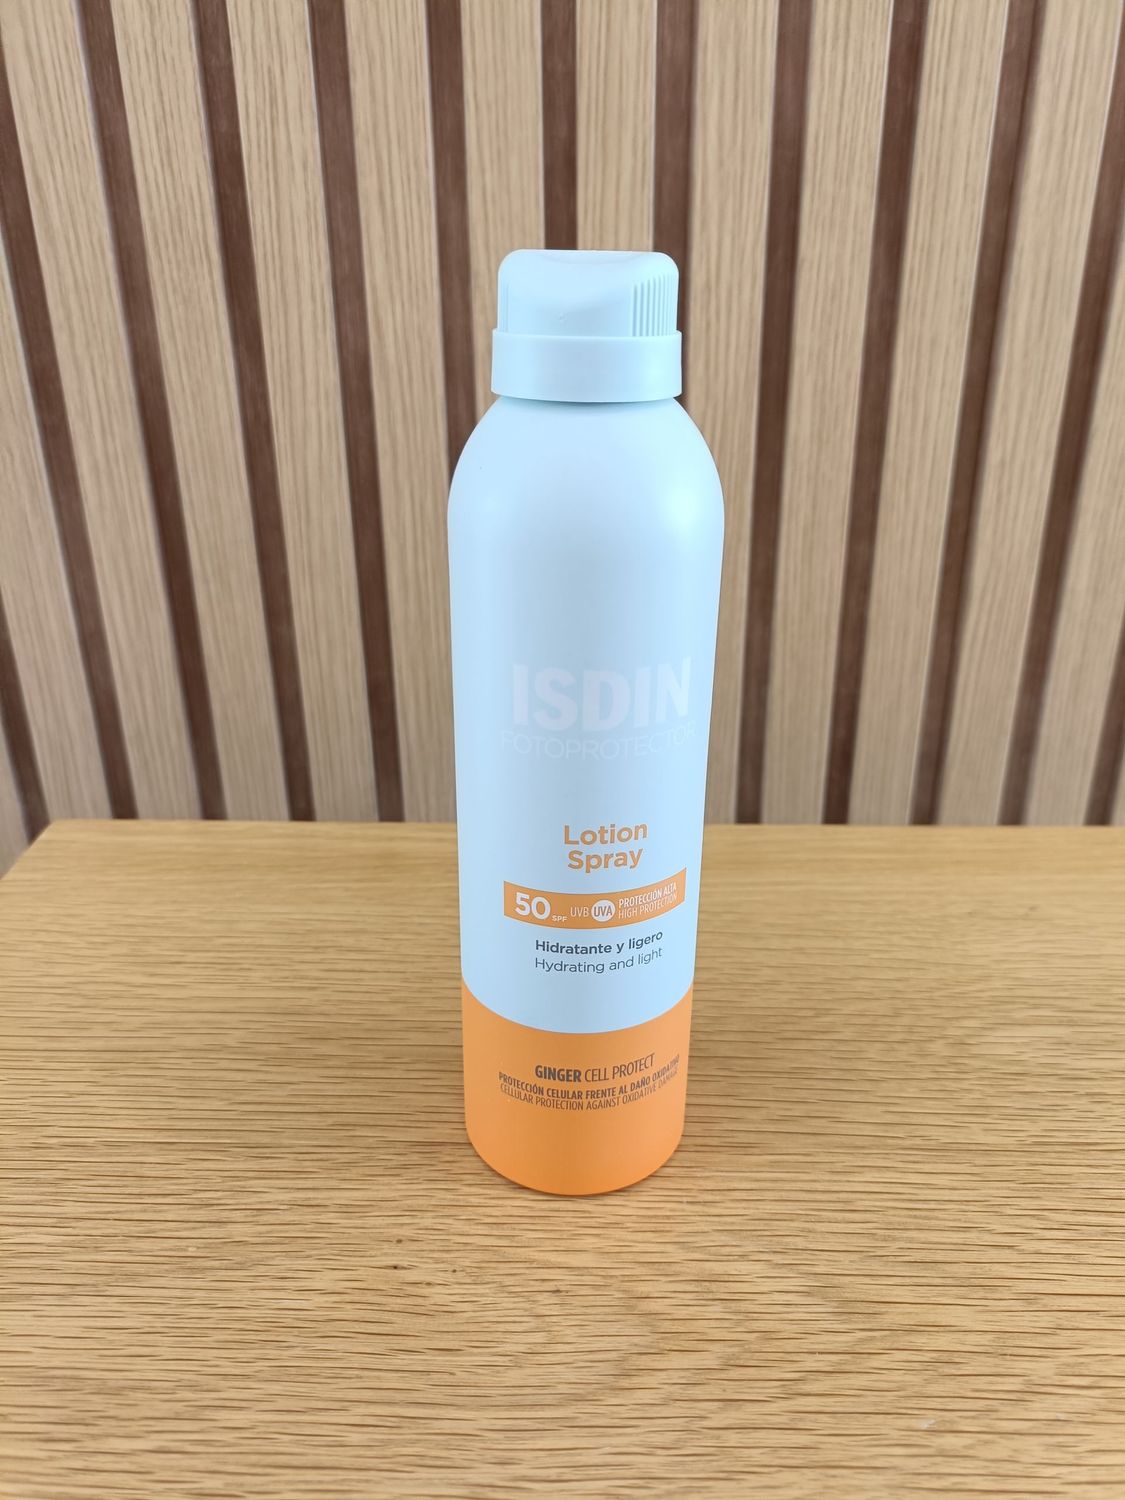 ISDIN
FOTOPROTECTOR
Lotion
Spray
50 SPF UVB UVA PROTECCIÓN ALTA
HIGH PROTECTION
Hidratante y ligero
Hydrating and light
GINGER CELL PROTECT
PROTECCIÓN CELULAR FRENTE AL DAÑO OXIDATIVO
CELLULAR PROTECTION AGAINST OXIDATIVE DAMAGE